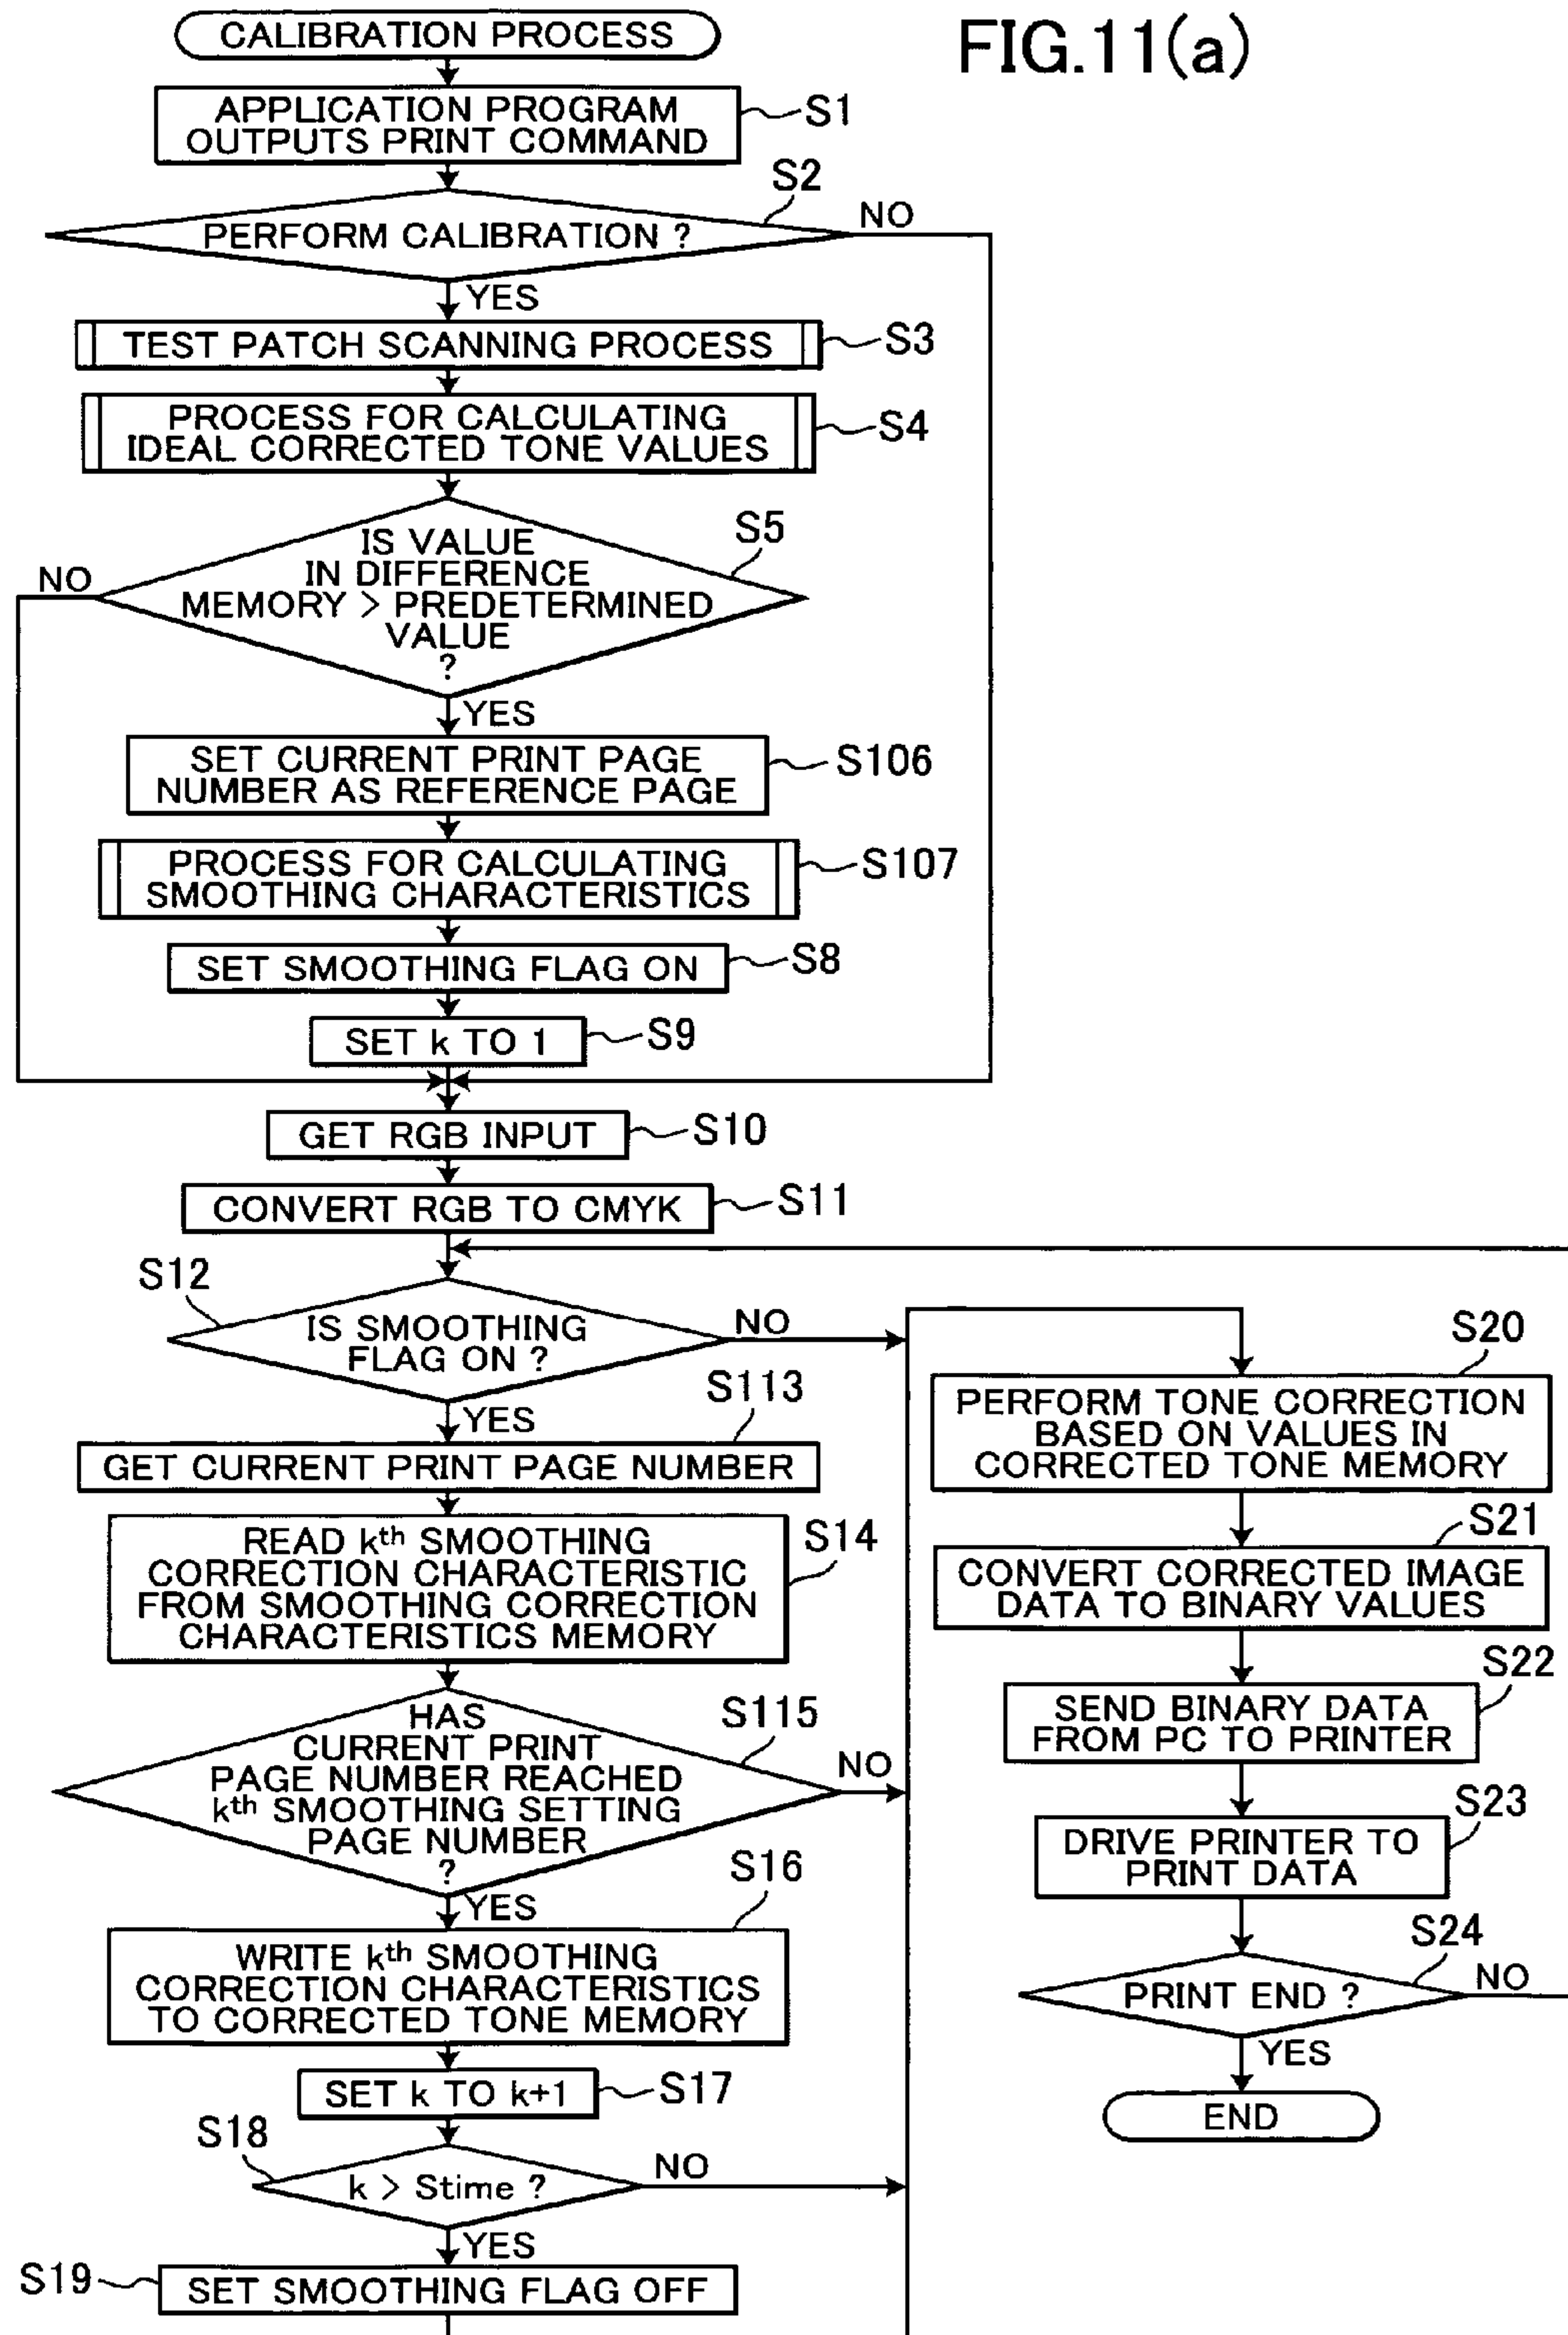 FIG.11(a)
CALIBRATION PROCESS
APPLICATION PROGRAM
OUTPUTS PRINT COMMAND
S1
S2
PERFORM CALIBRATION ?
NO
YES
TEST PATCH SCANNING PROCESS
S3
PROCESS FOR CALCULATING
IDEAL CORRECTED TONE VALUES
S4
S5
IS VALUE
IN DIFFERENCE
MEMORY > PREDETERMINED
VALUE
?
NO
YES
SET CURRENT PRINT PAGE
NUMBER AS REFERENCE PAGE
S106
PROCESS FOR CALCULATING
SMOOTHING CHARACTERISTICS
S107
SET SMOOTHING FLAG ON
S8
SET k TO 1
S9
GET RGB INPUT
S10
CONVERT RGB TO CMYK
S11
S12
IS SMOOTHING
FLAG ON ?
NO
YES
S113
GET CURRENT PRINT PAGE NUMBER
READ kth SMOOTHING
CORRECTION CHARACTERISTIC
FROM SMOOTHING CORRECTION
CHARACTERISTICS MEMORY
S14
HAS
CURRENT PRINT
PAGE NUMBER REACHED
kth SMOOTHING SETTING
PAGE NUMBER
?
S115
NO
YES
S16
WRITE kth SMOOTHING
CORRECTION CHARACTERISTICS
TO CORRECTED TONE MEMORY
SET k TO k+1
S17
S18
k > Stime ?
NO
YES
S19
SET SMOOTHING FLAG OFF
S20
PERFORM TONE CORRECTION
BASED ON VALUES IN
CORRECTED TONE MEMORY
S21
CONVERT CORRECTED IMAGE
DATA TO BINARY VALUES
S22
SEND BINARY DATA
FROM PC TO PRINTER
S23
DRIVE PRINTER TO
PRINT DATA
S24
PRINT END ?
NO
YES
END